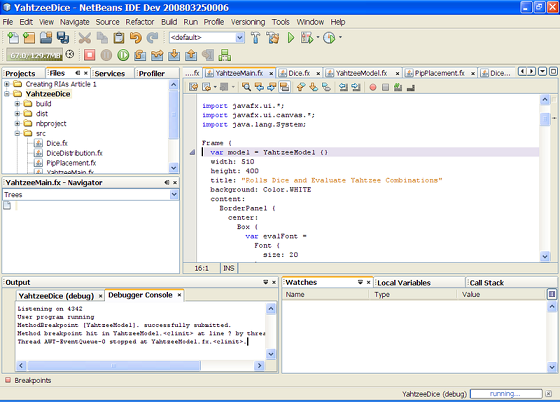 YahtzeeDice - NetBeans IDE Dev 200803250006
File Edit View Navigate Source Refactor Build Run Profile Versioning Tools Window Help
<default>
Projects Files Services Profiler
....fx YahtzeeMain.fx Dice.fx YahtzeeModel.fx PipPlacement.fx Dice...
Creating RIAs Article 1
YahtzeeDice
build
dist
nbproject
src
Dice.fx
DiceDistribution.fx
PipPlacement.fx
YahtzeeMain.fx
import javafx.ui.*;
import javafx.ui.canvas.*;
import java.lang.System;
Frame {
var model = YahtzeeModel {}
width: 510
height: 400
title: "Rolls Dice and Evaluate Yahtzee Combinations"
background: Color.WHITE
content:
BorderPanel {
center:
Box {
var evalFont =
Font {
size: 20
16:1 INS
YahtzeeMain.fx - Navigator
Trees
Output
YahtzeeDice (debug) Debugger Console
Listening on 4342
User program running
MethodBreakpoint [YahtzeeModel]. successfully submitted.
Method breakpoint hit in YahtzeeModel.<clinit> at line ? by threa
Thread AWT-EventQueue-0 stopped at YahtzeeModel.fx.<clinit>.
Watches Local Variables Call Stack
Name Type Value
Breakpoints
YahtzeeDice (debug) running...